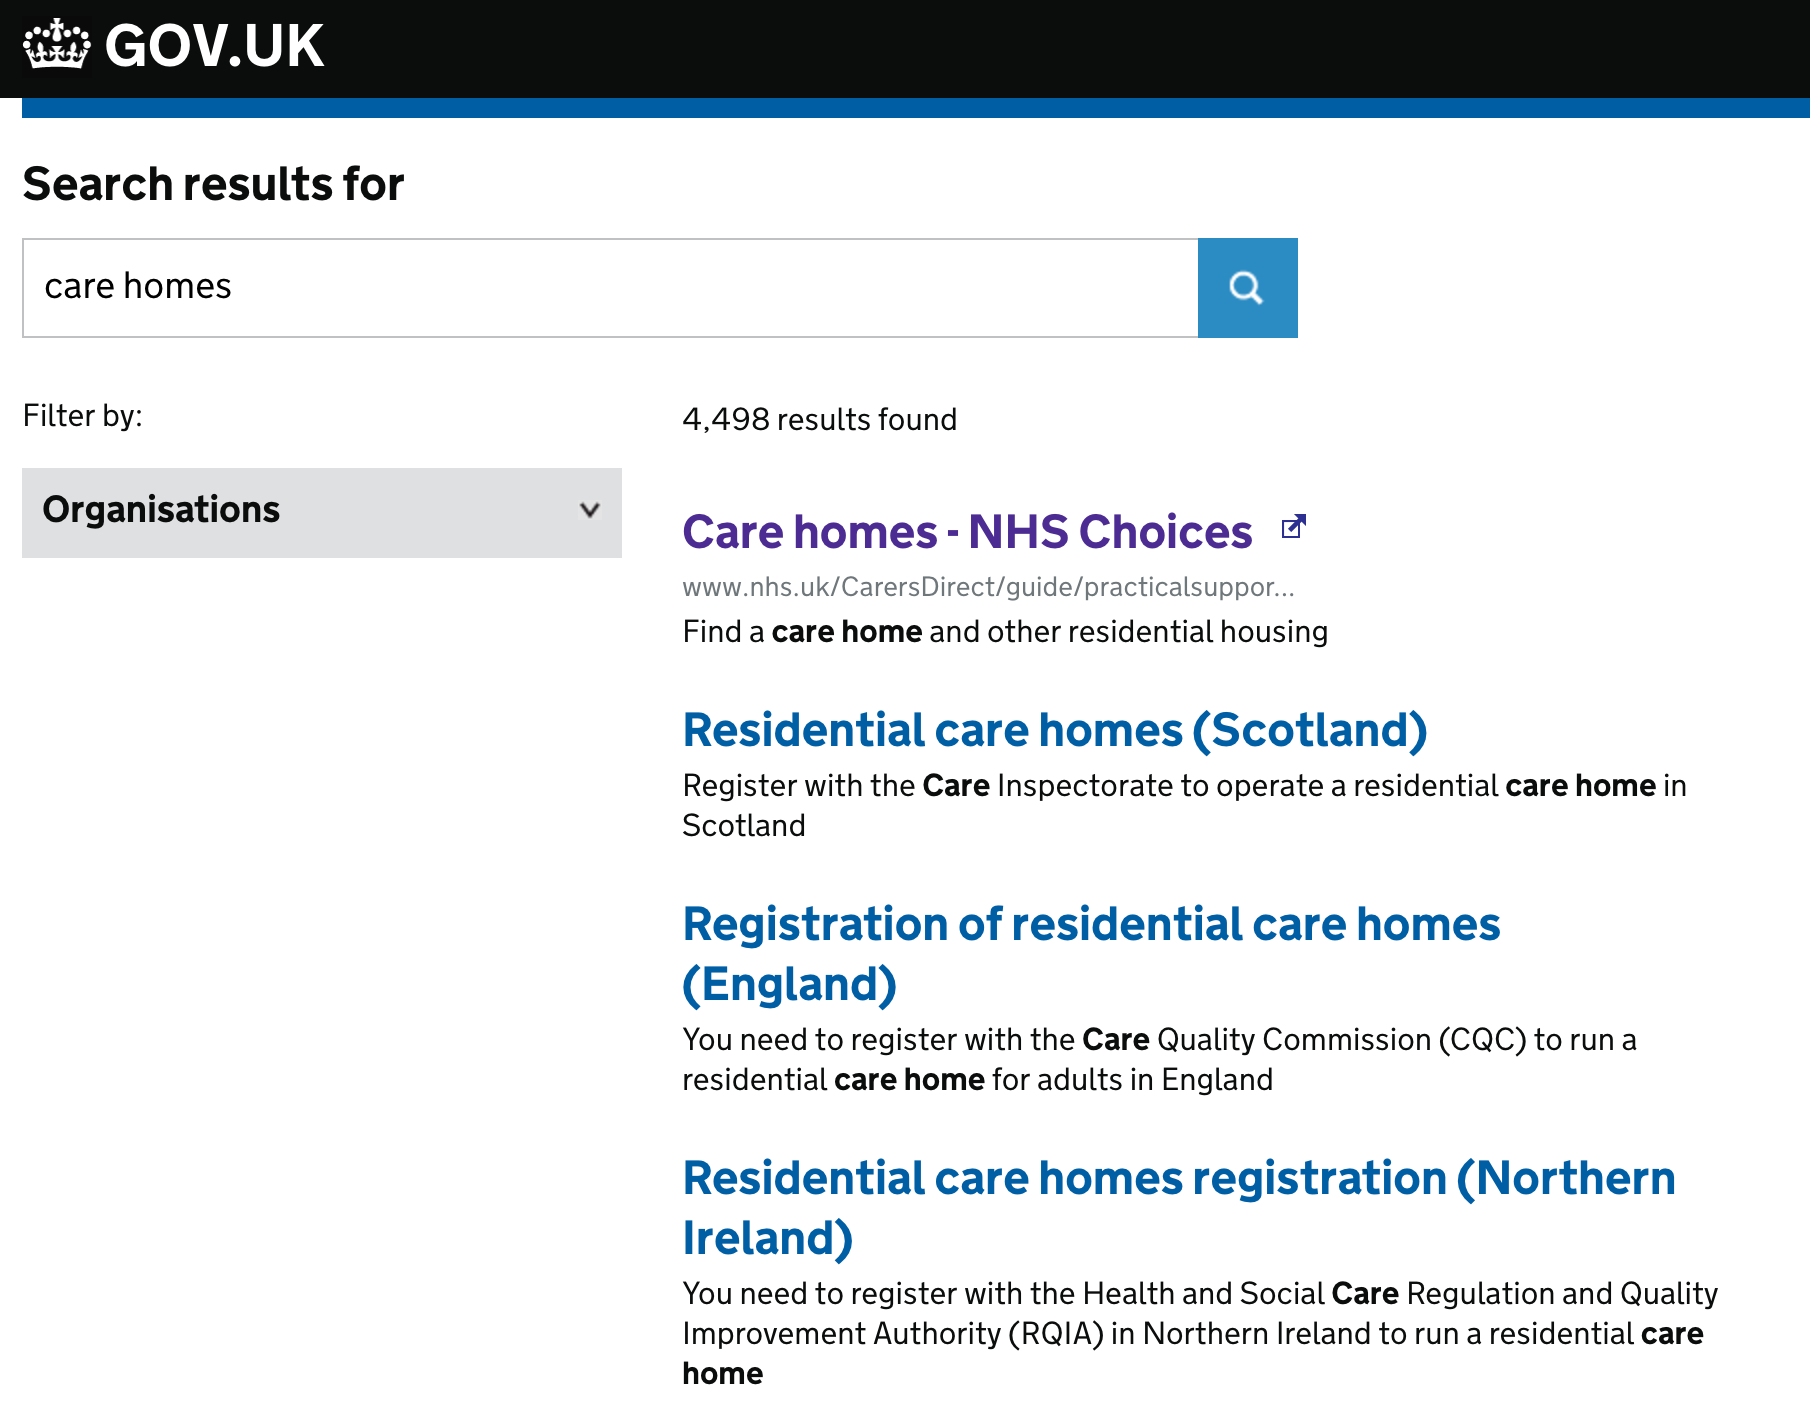 GOV.UK
Search results for
care homes
Filter by:
Organisations
4,498 results found
Care homes - NHS Choices
www.nhs.uk/CarersDirect/guide/practicalsuppor...
Find a care home and other residential housing
Residential care homes (Scotland)
Register with the Care Inspectorate to operate a residential care home in
Scotland
Registration of residential care homes
(England)
You need to register with the Care Quality Commission (CQC) to run a
residential care home for adults in England
Residential care homes registration (Northern
Ireland)
You need to register with the Health and Social Care Regulation and Quality
Improvement Authority (RQIA) in Northern Ireland to run a residential care
home